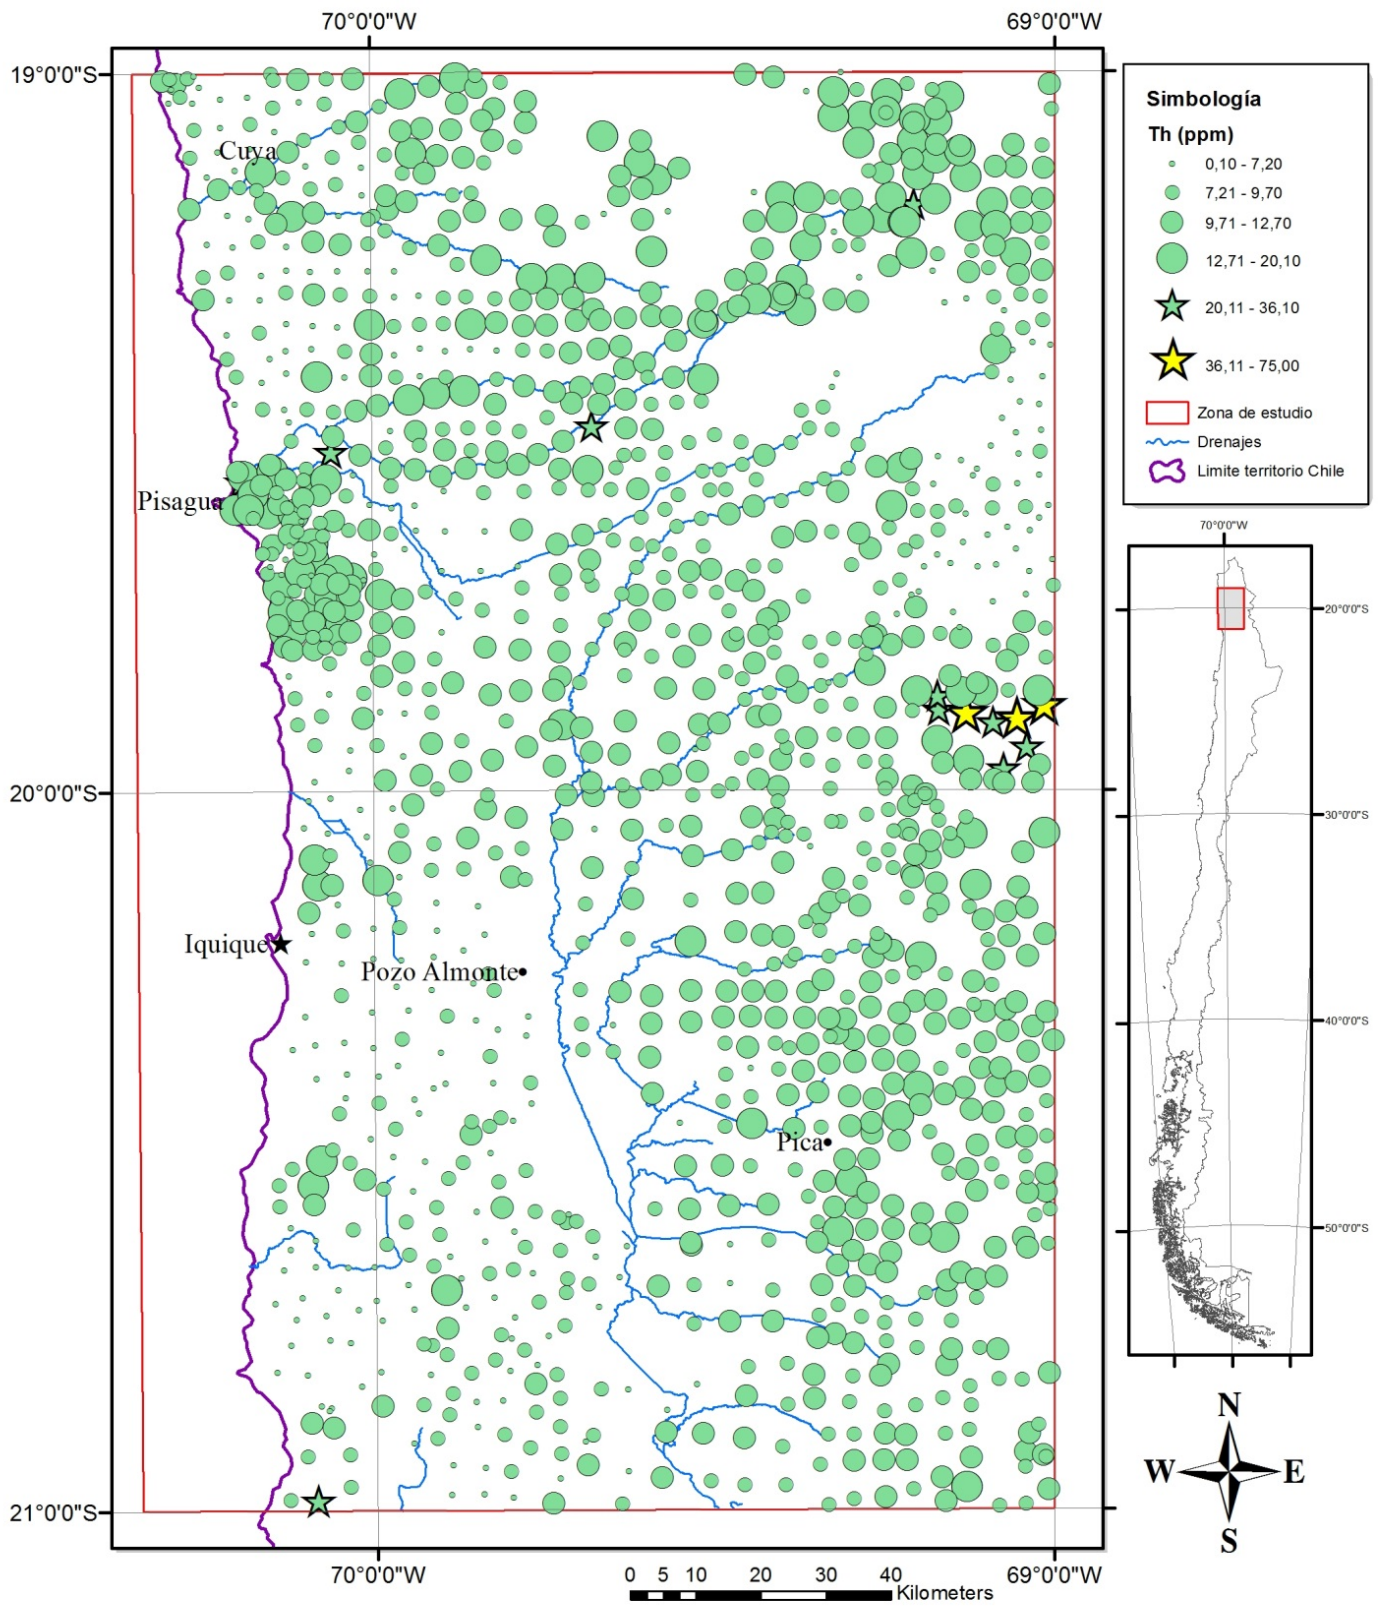 70°0'0"W
69°0'0"W
19°0'0"S
Cuya
Pisagua
20°0'0"S
Iquique
Pozo Almonte
Pica
21°0'0"S
70°0'0"W
69°0'0"W
0 5 10 20 30 40
Kilometers
Simbología
Th (ppm)
0,10 - 7,20
7,21 - 9,70
9,71 - 12,70
12,71 - 20,10
20,11 - 36,10
36,11 - 75,00
Zona de estudio
Drenajes
Limite territorio Chile
70°0'0"W
20°0'0"S
30°0'0"S
40°0'0"S
50°0'0"S
N
W E
S